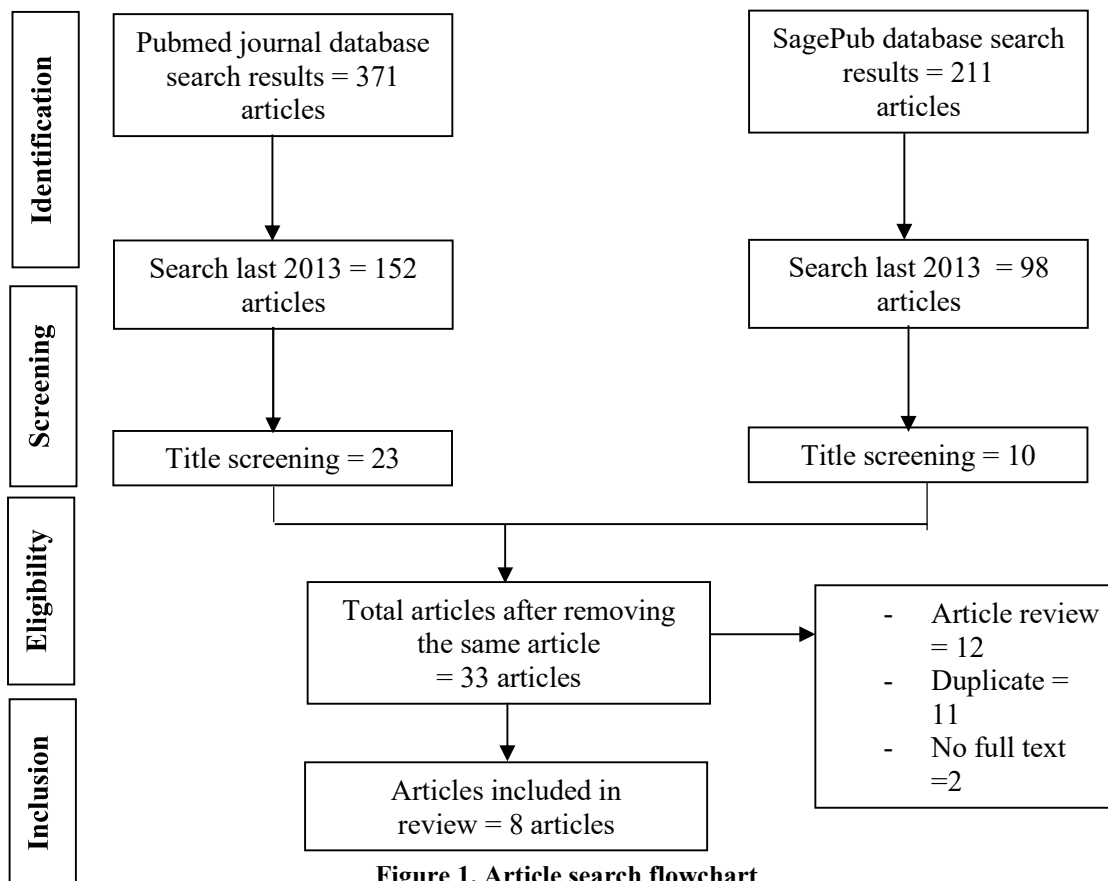 Identification
Pubmed journal database
search results = 371
articles
SagePub database search
results = 211
articles
Search last 2013 = 152
articles
Search last 2013  = 98
articles
Screening
Title screening = 23
Title screening = 10
Eligibility
Total articles after removing
the same article
= 33 articles
- Article review
= 12
- Duplicate =
11
- No full text
=2
Inclusion
Articles included in
review = 8 articles
Figure 1. Article search flowchart